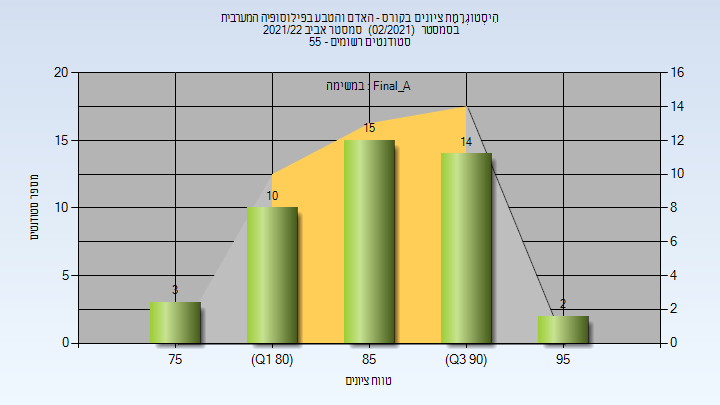 היסטוגרמת ציונים בקורס - האדם והטבע בפילוסופיה המערבית
בסמסטר (02/2021) סמסטר אביב 2021/22
סטודנטים רשומים - 55
במשימה : Final_A
20
15
10
5
0
16
14
12
10
8
6
4
2
0
מספר סטודנטים
3
10
15
14
2
75
(Q1 80)
85
(Q3 90)
95
טווח ציונים